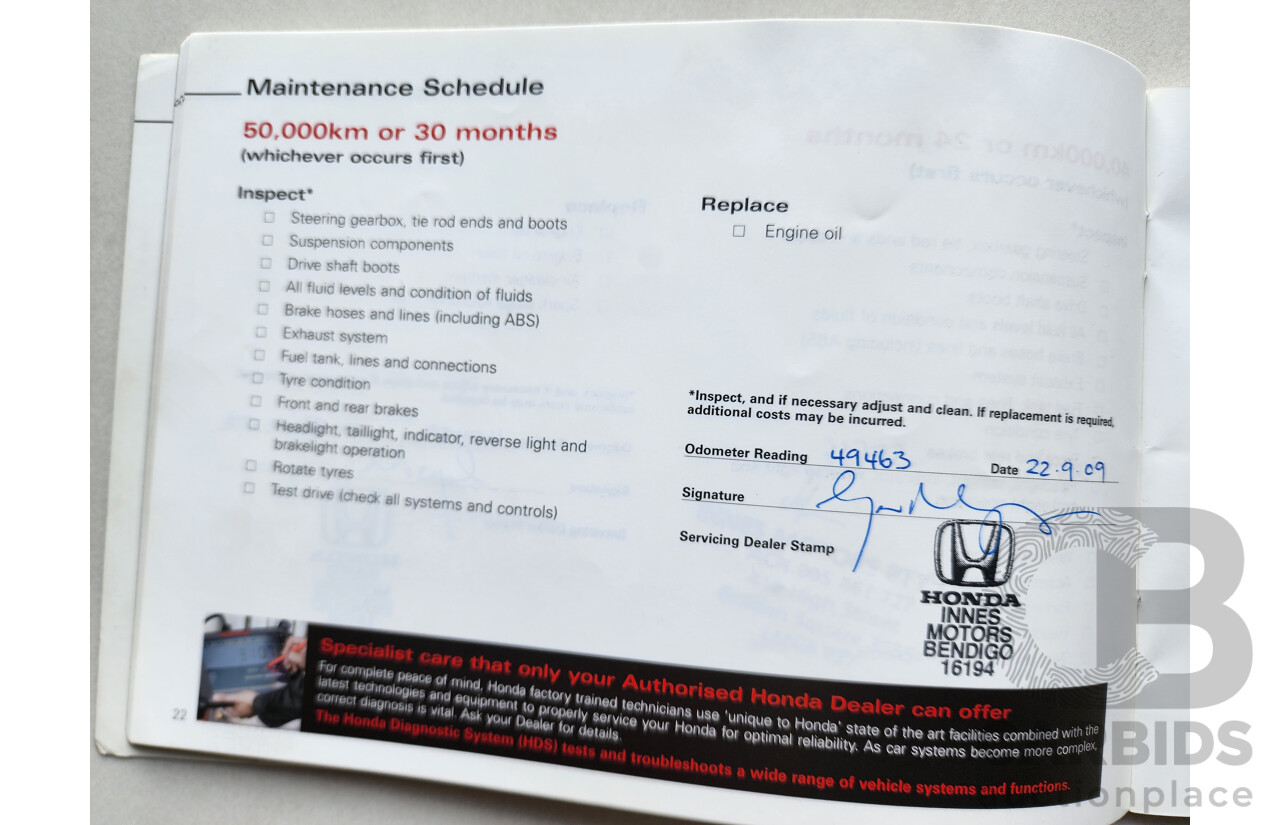 Maintenance Schedule
50,000km or 30 months
(whichever occurs first)
Inspect*
Steering gearbox, tie rod ends and boots
Suspension components
Drive shaft boots
All fluid levels and condition of fluids
Brake hoses and lines (including ABS)
Exhaust system
Fuel tank, lines and connections
Tyre condition
Front and rear brakes
Headlight, taillight, indicator, reverse light and
brakelight operation
Rotate tyres
Test drive (check all systems and controls)
Replace
Engine oil
*Inspect, and if necessary adjust and clean. If replacement is required,
additional costs may be incurred.
Odometer Reading 49463 Date 22.9.09
Signature
Servicing Dealer Stamp
HONDA
INNES
MOTORS
BENDIGO
16194
Specialist care that only your Authorised Honda Dealer can offer
For complete peace of mind, Honda factory trained technicians use 'unique to Honda' state of the art facilities combined with the
latest technologies and equipment to properly service your Honda for optimal reliability. As car systems become more complex,
correct diagnosis is vital. Ask your Dealer for details.
The Honda Diagnostic System (HDS) tests and troubleshoots a wide range of vehicle systems and functions.
22